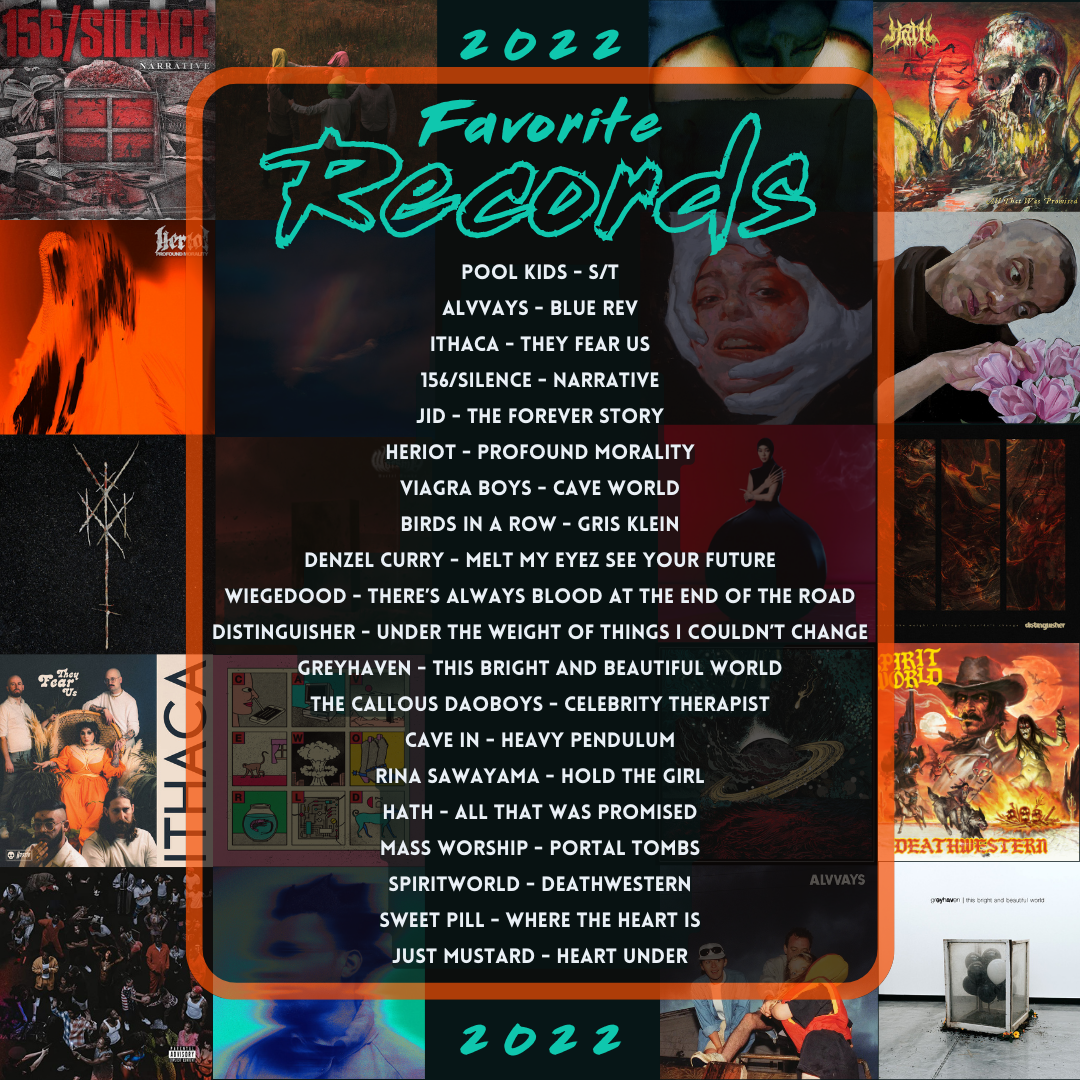 2022
156/SILENCE
NARRATIVE
Hath
All That Was Promised
Favorite
Records
Heriot
PROFOUND MORALITY
POOL KIDS - S/T
ALVVAYS - BLUE REV
ITHACA - THEY FEAR US
156/SILENCE - NARRATIVE
JID - THE FOREVER STORY
HERIOT - PROFOUND MORALITY
VIAGRA BOYS - CAVE WORLD
BIRDS IN A ROW - GRIS KLEIN
DENZEL CURRY - MELT MY EYEZ SEE YOUR FUTURE
WIEGEDOOD - THERE'S ALWAYS BLOOD AT THE END OF THE ROAD
DISTINGUISHER - UNDER THE WEIGHT OF THINGS I COULDN'T CHANGE
distinguisher
GREYHAVEN - THIS BRIGHT AND BEAUTIFUL WORLD
THE CALLOUS DAOBOYS - CELEBRITY THERAPIST
CAVE IN - HEAVY PENDULUM
RINA SAWAYAMA - HOLD THE GIRL
HATH - ALL THAT WAS PROMISED
MASS WORSHIP - PORTAL TOMBS
SPIRITWORLD - DEATHWESTERN
SWEET PILL - WHERE THE HEART IS
JUST MUSTARD - HEART UNDER
They
Fear
Us
ITHACA
C A V
E W O
R L D
SPIRIT
WORLD
DEATHWESTERN
ALVVAYS
greyhaven | this bright and beautiful world
PARENTAL
ADVISORY
EXPLICIT CONTENT
2022